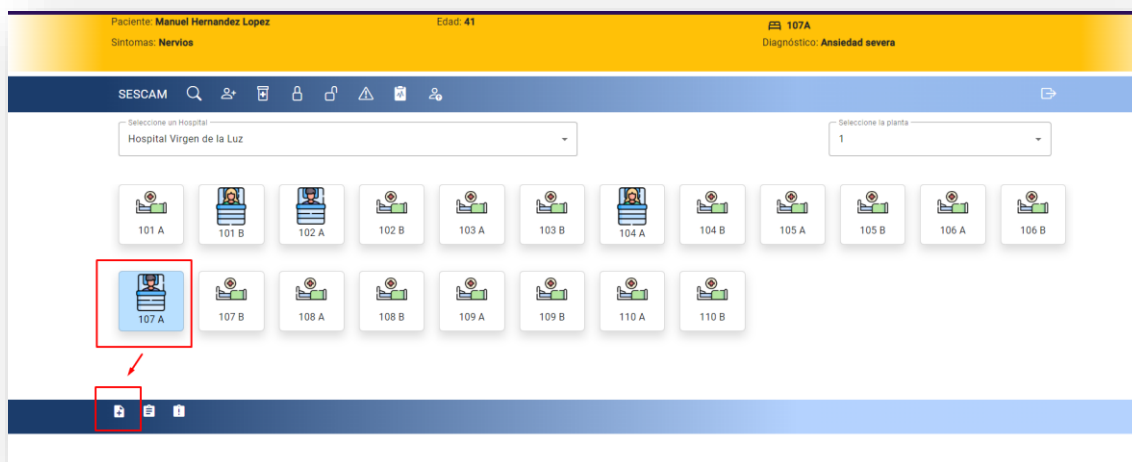 Paciente: Manuel Hernandez Lopez Edad: 41 107A
Sintomas: Nervios Diagnóstico: Ansiedad severa
SESCAM
Seleccione un Hospital Seleccione la planta
Hospital Virgen de la Luz 1
101 A 101 B 102 A 102 B 103 A 103 B 104 A 104 B 105 A 105 B 106 A 106 B
107 A 107 B 108 A 108 B 109 A 109 B 110 A 110 B